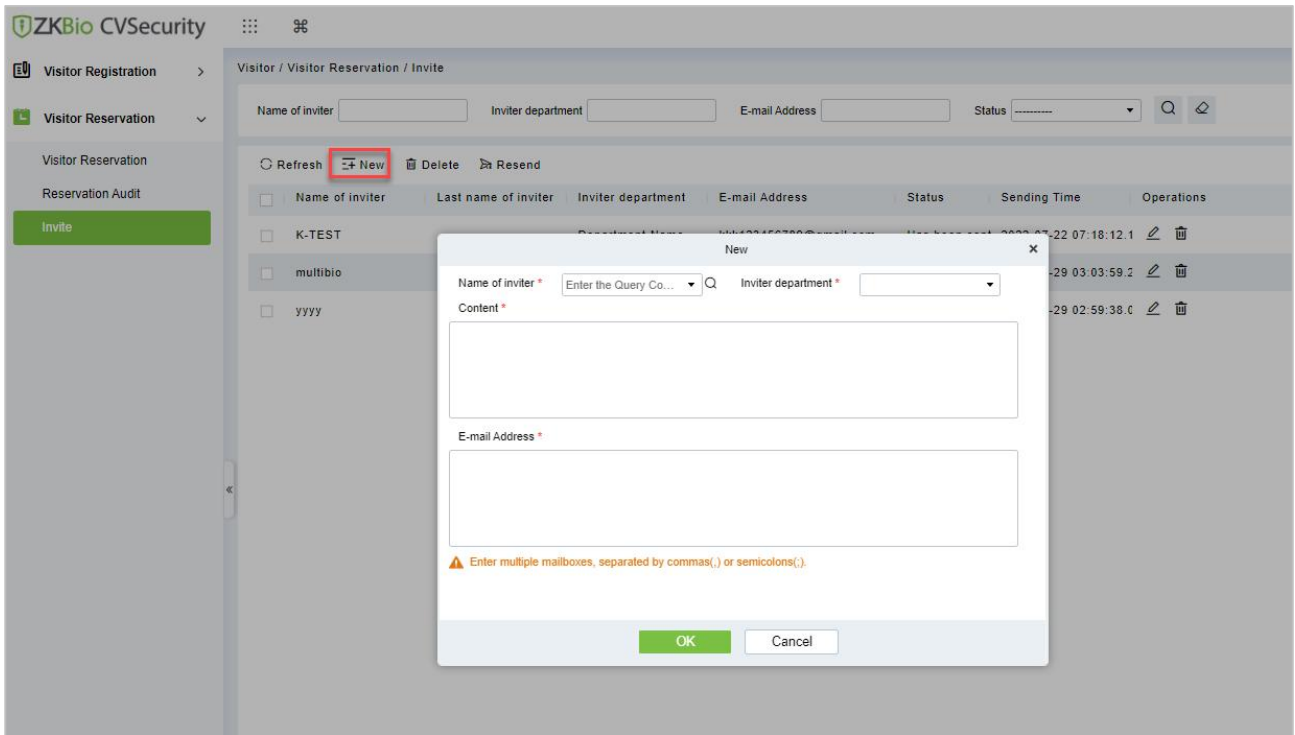 ZKBio CVSecurity
Visitor Registration
Visitor Reservation
Visitor Reservation
Reservation Audit
Invite
Visitor / Visitor Reservation / Invite
Name of inviter Inviter department E-mail Address Status ----------
Refresh New Delete Resend
Name of inviter Last name of inviter Inviter department E-mail Address Status Sending Time Operations
K-TEST -22 07:18:12.1
multibio -29 03:03:59.2
yyyy -29 02:59:38.0
New
Name of inviter * Enter the Query Co... Inviter department *
Content *
E-mail Address *
Enter multiple mailboxes, separated by commas(,) or semicolons(;).
OK Cancel